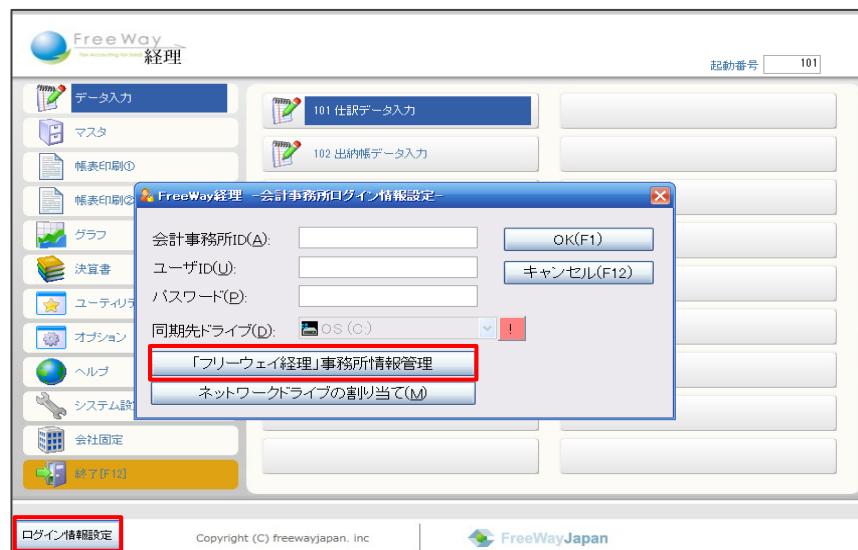 FreeWay
経理
起動番号 101
データ入力
マスタ
帳表印刷①
帳表印刷②
グラフ
決算書
ユーティリテ
オプション
ヘルプ
システム設
会社固定
終了[F12]
101 仕訳データ入力
102 出納帳データ入力
FreeWay経理 -会計事務所ログイン情報設定-
会計事務所ID(A):
ユーザID(U):
パスワード(P):
同期先ドライブ(D): OS (C:) !
OK(F1)
キャンセル(F12)
「フリーウェイ経理」事務所情報管理
ネットワークドライブの割り当て(M)
ログイン情報設定
Copyright (C) freewayjapan. inc
FreeWayJapan